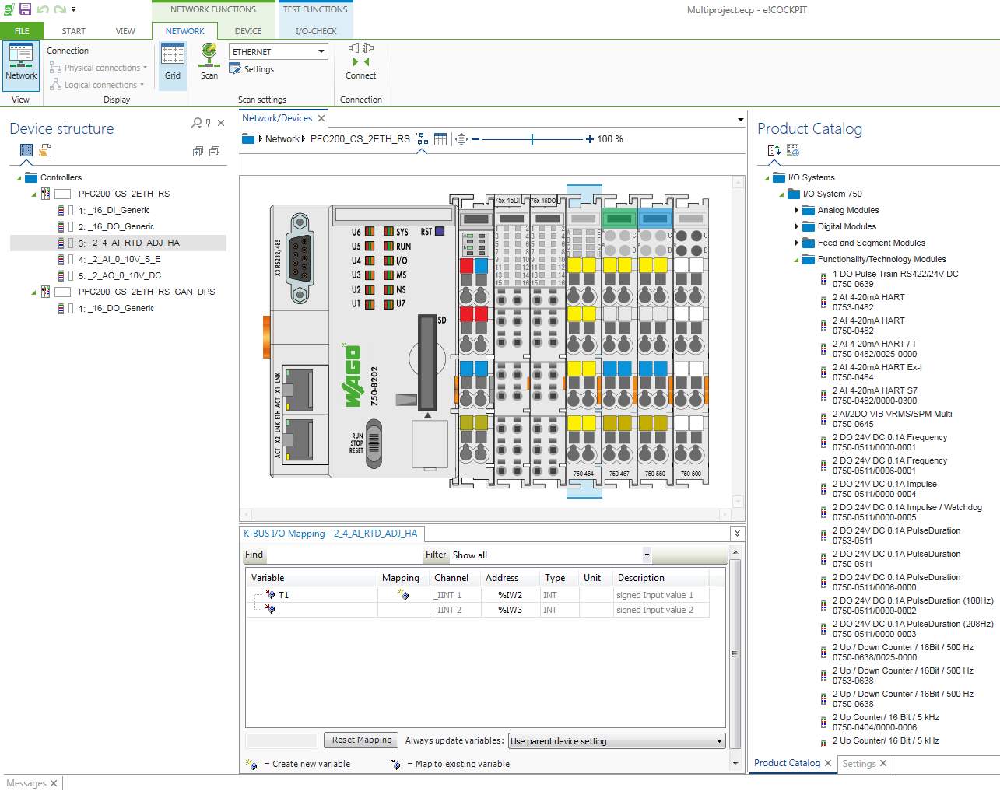 NETWORK FUNCTIONS
TEST FUNCTIONS
Multiproject.ecp - e!COCKPIT
FILE
START
VIEW
NETWORK
DEVICE
I/O-CHECK
Network
View
Connection
Physical connections
Logical connections
Display
Grid
Scan
ETHERNET
Settings
Scan settings
Connect
Connection
Device structure
Controllers
PFC200_CS_2ETH_RS
1: _16_DI_Generic
2: _16_DO_Generic
3: _2_4_AI_RTD_ADJ_HA
4: _2_AI_0_10V_S_E
5: _2_AO_0_10V_DC
PFC200_CS_2ETH_RS_CAN_DPS
1: _16_DO_Generic
Network/Devices
Network
PFC200_CS_2ETH_RS
100 %
75x-16DI
75x-16DO
X3 RS232/485
U6 SYS RST
U5 RUN
U4 I/O
U3 MS
U2 NS
U1 U7
SD
WAGO
750-8202
ACT X1 LNK
ACT X2 LNK ETH
RUN
STOP
RESET
750-464
750-467
750-550
750-600
K-BUS I/O Mapping - 2_4_AI_RTD_ADJ_HA
Find
Filter Show all
Variable Mapping Channel Address Type Unit Description
T1 _IINT 1 %IW2 INT signed Input value 1
_IINT 2 %IW3 INT signed Input value 2
Reset Mapping
Always update variables: Use parent device setting
= Create new variable
= Map to existing variable
Product Catalog
I/O Systems
I/O System 750
Analog Modules
Digital Modules
Feed and Segment Modules
Functionality/Technology Modules
1 DO Pulse Train RS422/24V DC
0750-0639
2 AI 4-20mA HART
0753-0482
2 AI 4-20mA HART
0750-0482
2 AI 4-20mA HART / T
0750-0482/0025-0000
2 AI 4-20mA HART Ex-i
0750-0484
2 AI 4-20mA HART S7
0750-0482/0000-0300
2 AI/2DO VIB VRMS/SPM Multi
0750-0645
2 DO 24V DC 0.1A Frequency
0750-0511/0000-0001
2 DO 24V DC 0.1A Frequency
0750-0511/0006-0001
2 DO 24V DC 0.1A Impulse
0750-0511/0000-0004
2 DO 24V DC 0.1A Impulse / Watchdog
0750-0511/0000-0005
2 DO 24V DC 0.1A PulseDuration
0753-0511
2 DO 24V DC 0.1A PulseDuration
0750-0511
2 DO 24V DC 0.1A PulseDuration
0750-0511/0006-0000
2 DO 24V DC 0.1A PulseDuration (100Hz)
0750-0511/0000-0002
2 DO 24V DC 0.1A PulseDuration (208Hz)
0750-0511/0000-0003
2 Up / Down Counter / 16Bit / 500 Hz
0750-0638/0025-0000
2 Up / Down Counter / 16Bit / 500 Hz
0753-0638
2 Up / Down Counter / 16Bit / 500 Hz
0750-0638
2 Up Counter/ 16 Bit / 5 kHz
0750-0404/0000-0006
2 Up Counter/ 16 Bit / 5 kHz
Product Catalog
Settings
Messages